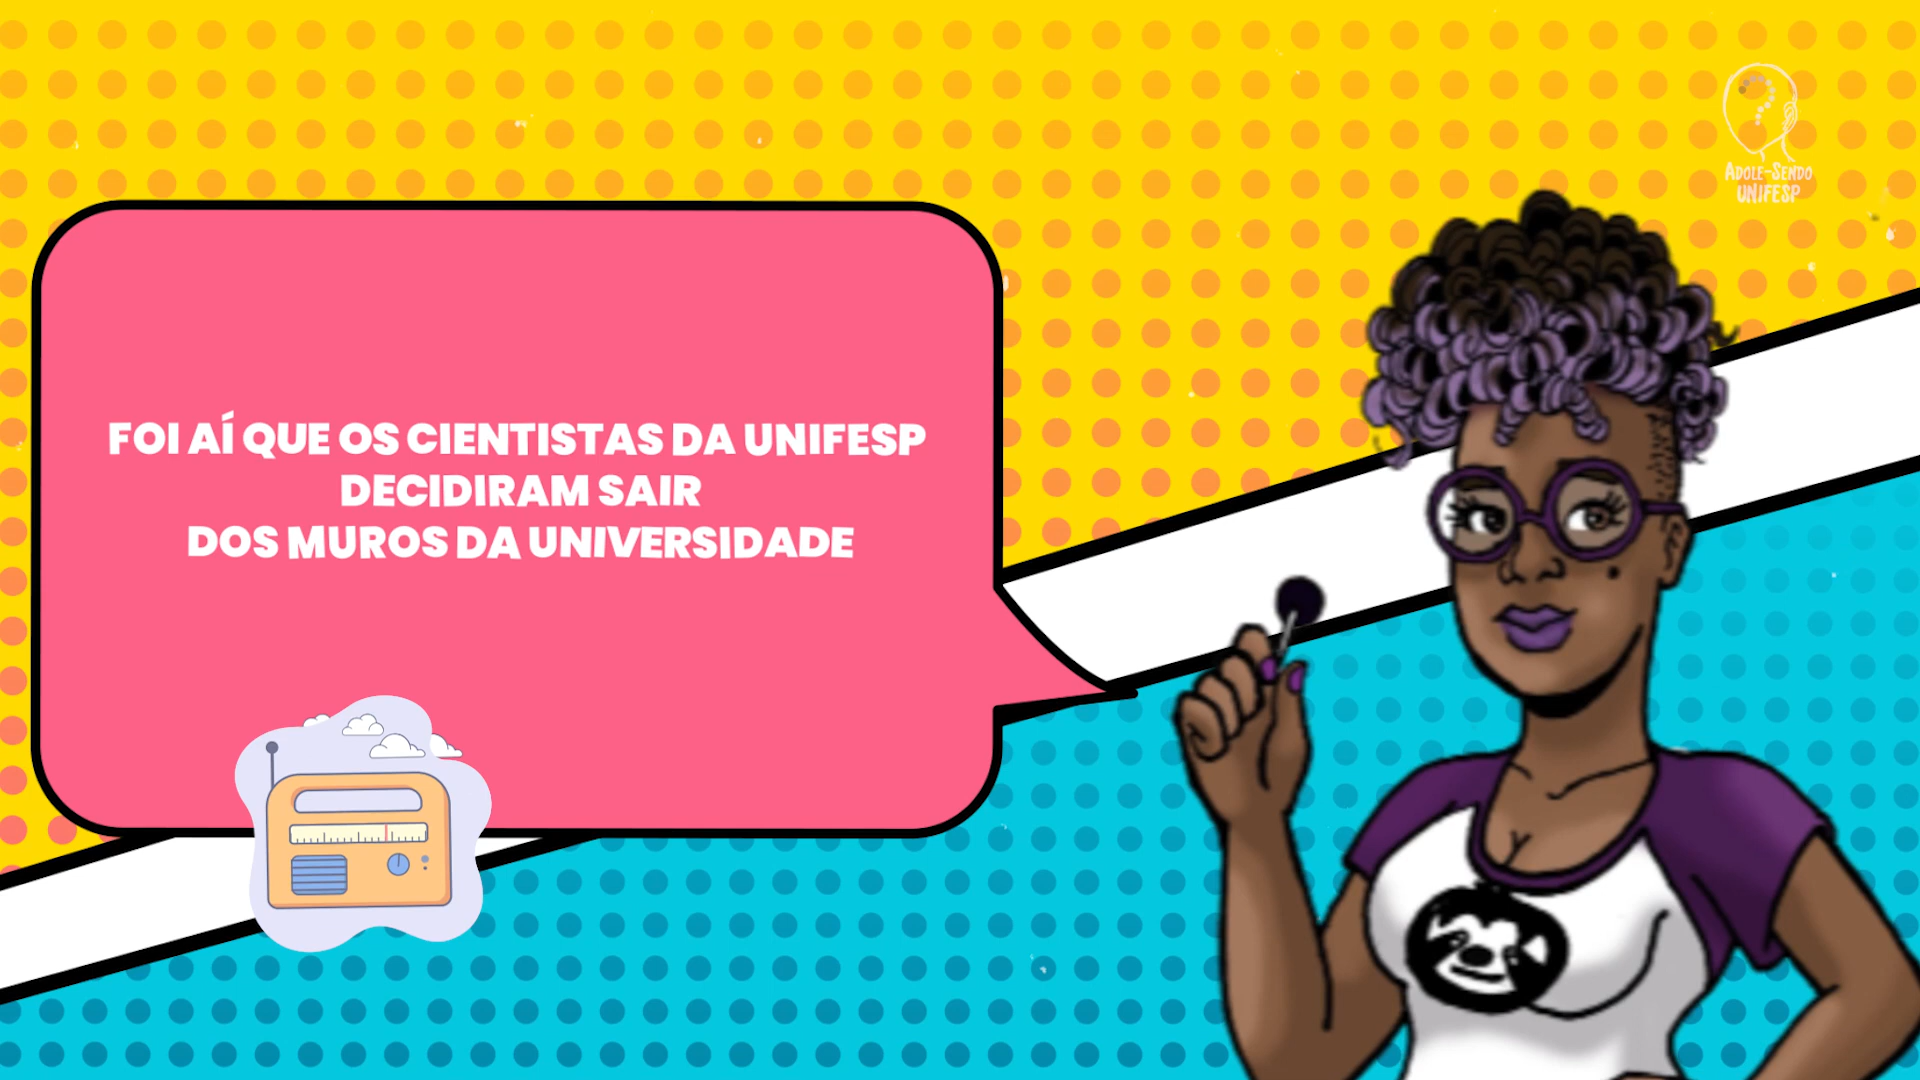 ADOLE-SENDO
UNIFESP
FOI AÍ QUE OS CIENTISTAS DA UNIFESP
DECIDIRAM SAIR
DOS MUROS DA UNIVERSIDADE